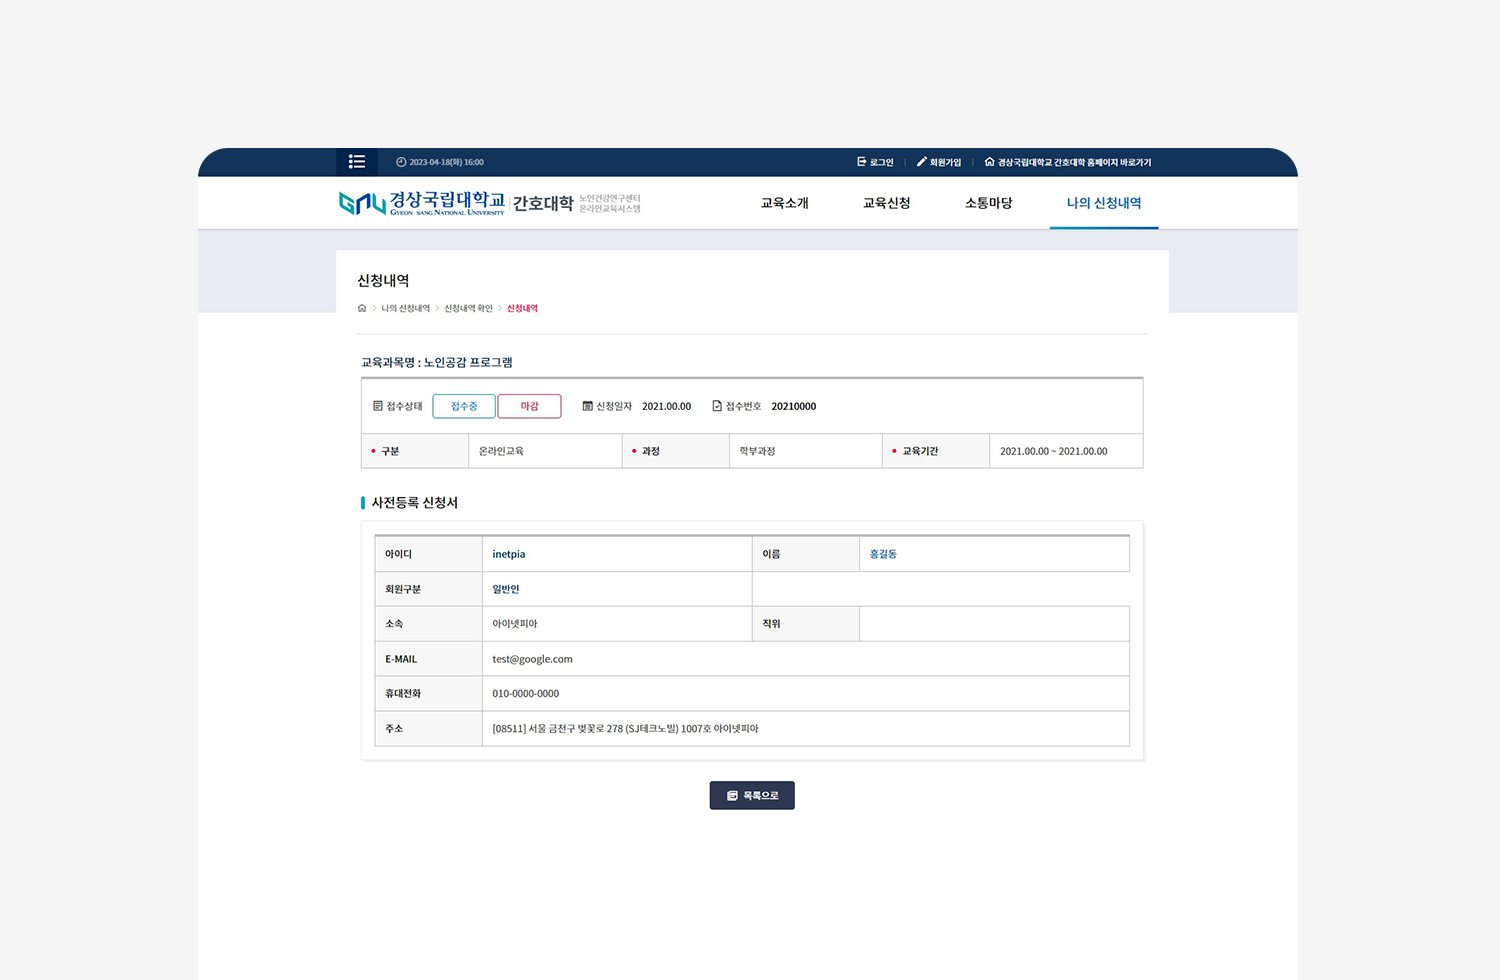 2023-04-18(화) 16:00 로그인 회원가입 경상국립대학교 간호대학 홈페이지 바로가기
GNU 경상국립대학교 GYEONGSANG NATIONAL UNIVERSITY 간호대학 노인건강연구센터 온라인교육시스템
교육소개 교육신청 소통마당 나의 신청내역
신청내역
나의 신청내역 > 신청내역 확인 > 신청내역
교육과목명 : 노인공감 프로그램
접수상태 접수중 마감 신청일자 2021.00.00 접수번호 20210000
구분 온라인교육 과정 학부과정 교육기간 2021.00.00 ~ 2021.00.00
사전등록 신청서
아이디 inetpia 이름 홍길동
회원구분 일반인
소속 아이넷피아 직위
E-MAIL test@google.com
휴대전화 010-0000-0000
주소 [08511] 서울 금천구 벚꽃로 278 (SJ테크노빌) 1007호 아이넷피아
목록으로